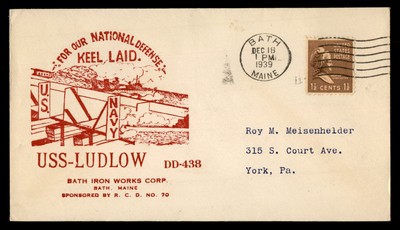 FOR OUR NATIONAL DEFENSE
KEEL LAID.
U.S.
NAVY
USS-LUDLOW DD-438
BATH IRON WORKS CORP.
BATH, MAINE
SPONSORED BY R. C. D. NO. 70
BATH
DEC 18
1 PM
1939
MAINE
STATES POSTAGE
1½ CENTS 1½
Roy M. Meisenhelder
315 S. Court Ave.
York, Pa.